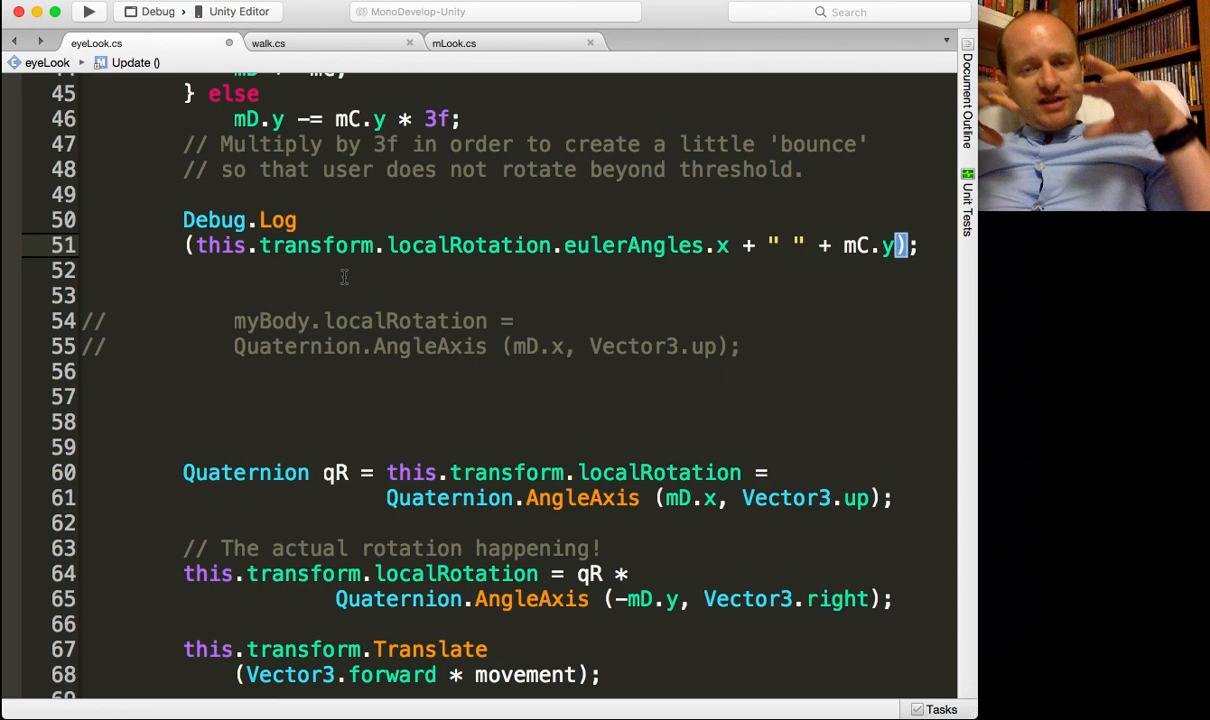 Debug › Unity Editor
MonoDevelop-Unity
Search
eyeLook.cs
walk.cs
mLook.cs
eyeLook ▸ Update ()
45 } else
46 mD.y -= mC.y * 3f;
47 // Multiply by 3f in order to create a little 'bounce'
48 // so that user does not rotate beyond threshold.
49
50 Debug.Log
51 (this.transform.localRotation.eulerAngles.x + " " + mC.y);
52
53
54 // myBody.localRotation =
55 // Quaternion.AngleAxis (mD.x, Vector3.up);
56
57
58
59
60 Quaternion qR = this.transform.localRotation =
61 Quaternion.AngleAxis (mD.x, Vector3.up);
62
63 // The actual rotation happening!
64 this.transform.localRotation = qR *
65 Quaternion.AngleAxis (-mD.y, Vector3.right);
66
67 this.transform.Translate
68 (Vector3.forward * movement);
Document Outline
Unit Tests
Tasks